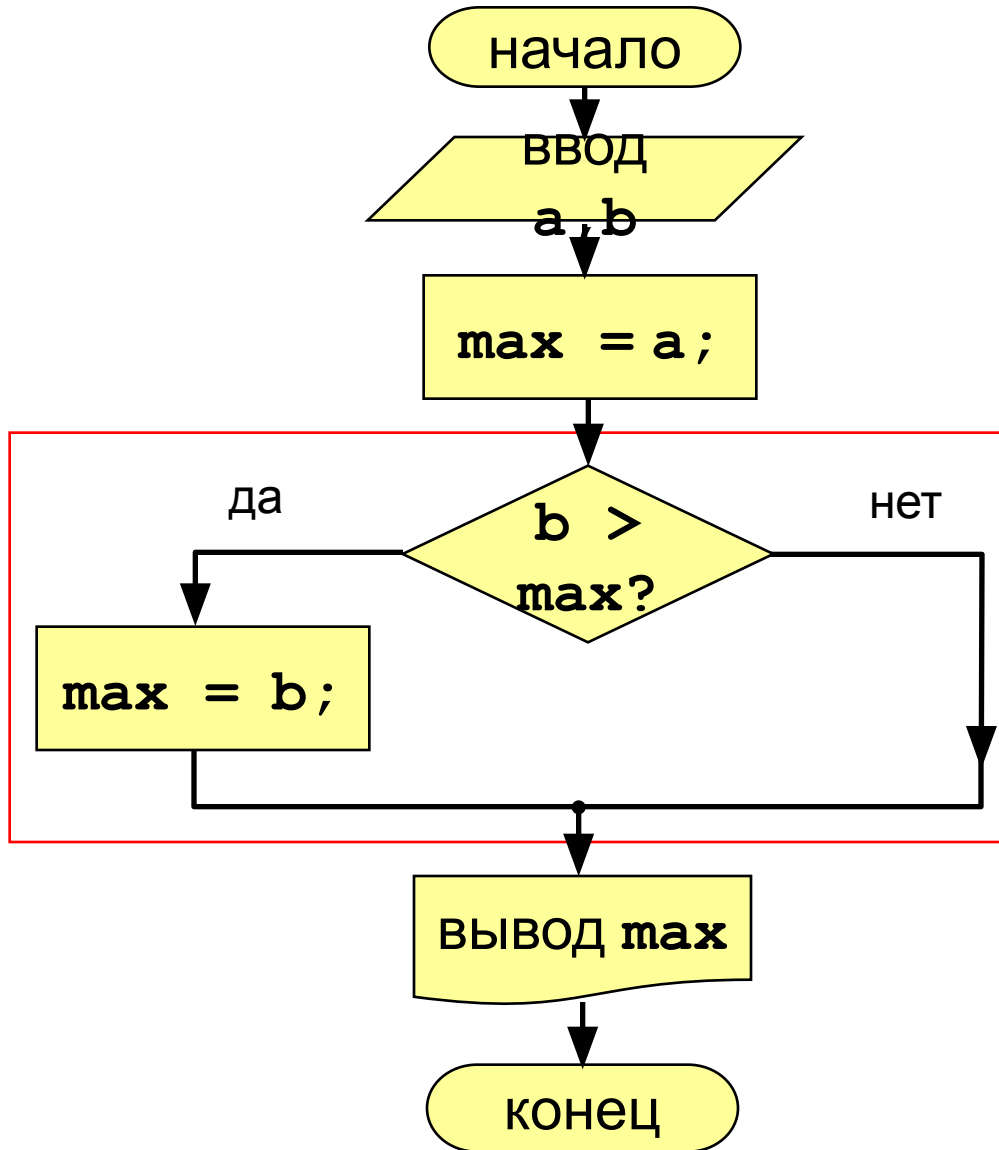 начало
ввод
a,b
max = a;
да
нет
b >
max?
max = b;
вывод max
конец